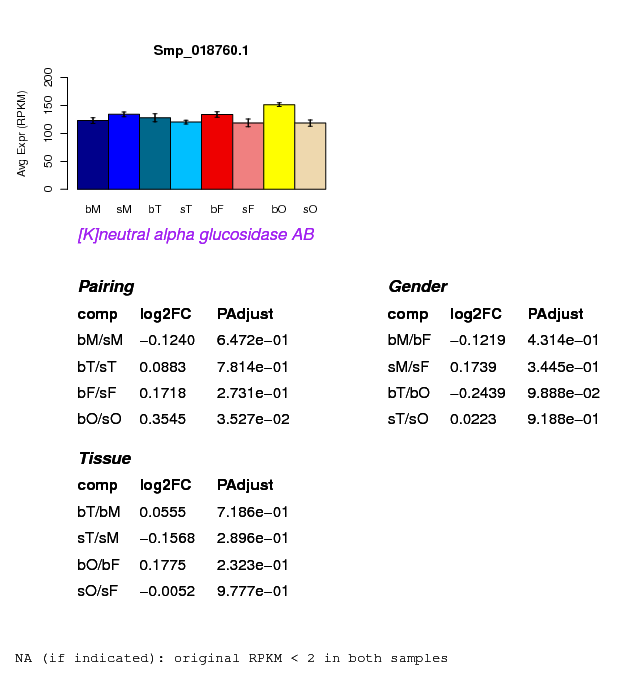 Smp_018760.1
Avg Expr (RPKM)
0 50 100 150 200
bM sM bT sT bF sF bO sO
[K]neutral alpha glucosidase AB
Pairing
comp log2FC PAdjust
bM/sM −0.1240 6.472e−01
bT/sT 0.0883 7.814e−01
bF/sF 0.1718 2.731e−01
bO/sO 0.3545 3.527e−02
Gender
comp log2FC PAdjust
bM/bF −0.1219 4.314e−01
sM/sF 0.1739 3.445e−01
bT/bO −0.2439 9.888e−02
sT/sO 0.0223 9.188e−01
Tissue
comp log2FC PAdjust
bT/bM 0.0555 7.186e−01
sT/sM −0.1568 2.896e−01
bO/bF 0.1775 2.323e−01
sO/sF −0.0052 9.777e−01
NA (if indicated): original RPKM < 2 in both samples